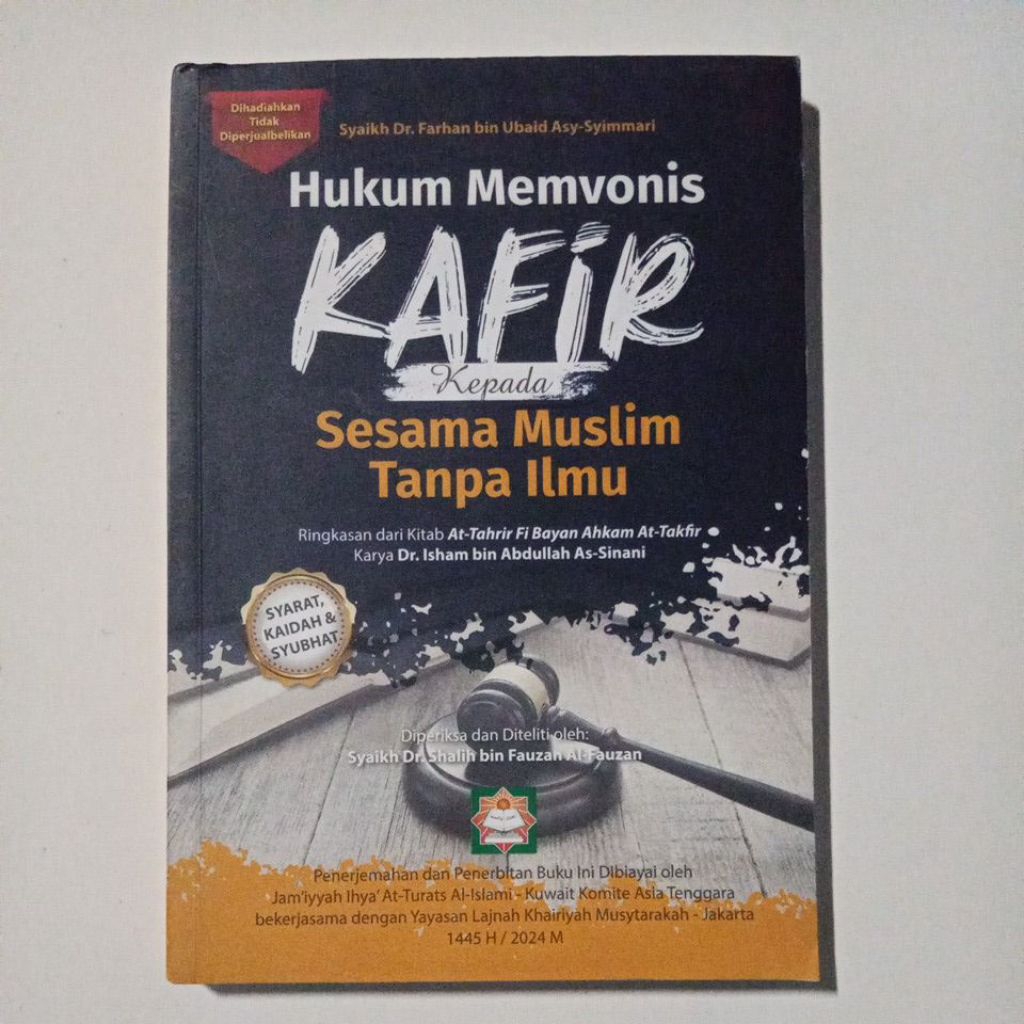 Dihadiahkan
Tidak
Diperjualbelikan
Syaikh Dr. Farhan bin Ubaid Asy-Syimmari
Hukum Memvonis
KAFiR
Kepada
Sesama Muslim
Tanpa Ilmu
Ringkasan dari Kitab At-Tahrir Fi Bayan Ahkam At-Takfir
Karya Dr. Isham bin Abdullah As-Sinani
SYARAT,
KAIDAH &
SYUBHAT
Diperiksa dan Diteliti oleh:
Syaikh Dr. Shalih bin Fauzan Al-Fauzan
Penerjemahan dan Penerbitan Buku Ini Dibiayai oleh
Jam'iyyah Ihya' At-Turats Al-Islami - Kuwait Komite Asia Tenggara
bekerjasama dengan Yayasan Lajnah Khairiyah Musytarakah - Jakarta
1445 H / 2024 M